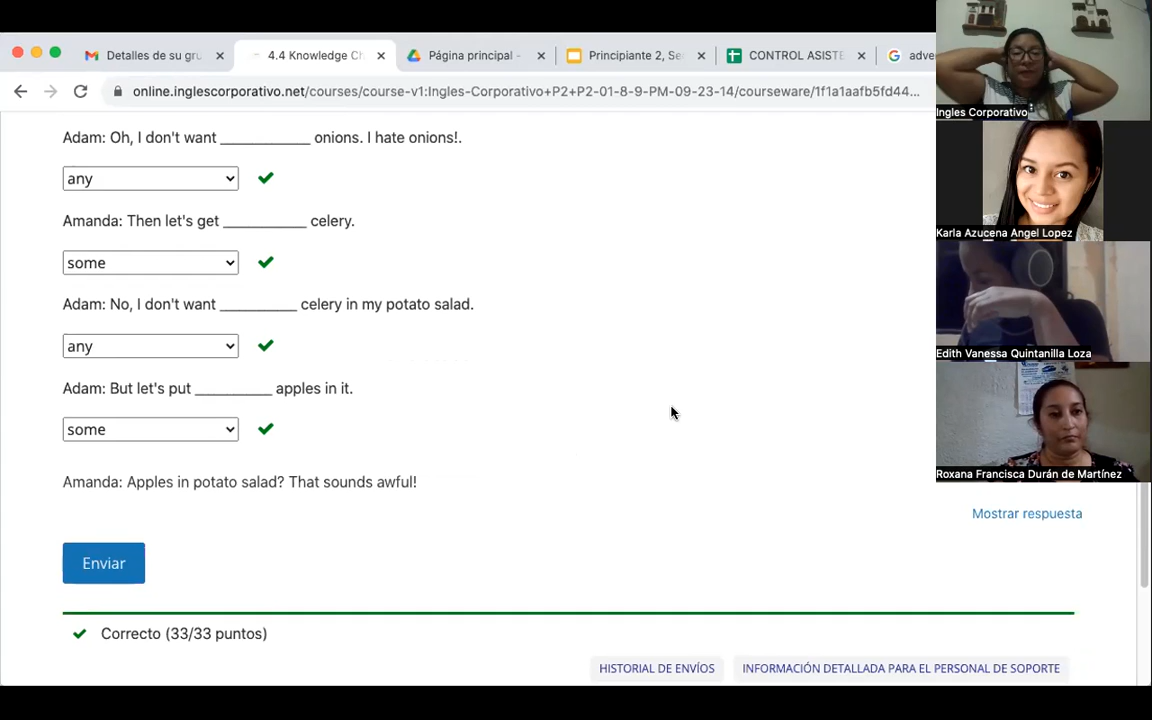 Detalles de su gru
4.4 Knowledge Ch
Página principal -
Principiante 2, Se
CONTROL ASISTE
adve
online.inglescorporativo.net/courses/course-v1:Ingles-Corporativo+P2+P2-01-8-9-PM-09-23-14/courseware/1f1a1aafb5fd44...
Ingles Corporativo
Adam: Oh, I don't want ____________ onions. I hate onions!.
any
Amanda: Then let's get ___________ celery.
Karla Azucena Angel Lopez
some
Adam: No, I don't want __________ celery in my potato salad.
any
Edith Vanessa Quintanilla Loza
Adam: But let's put __________ apples in it.
some
Roxana Francisca Durán de Martínez
Amanda: Apples in potato salad? That sounds awful!
Mostrar respuesta
Enviar
Correcto (33/33 puntos)
HISTORIAL DE ENVÍOS
INFORMACIÓN DETALLADA PARA EL PERSONAL DE SOPORTE